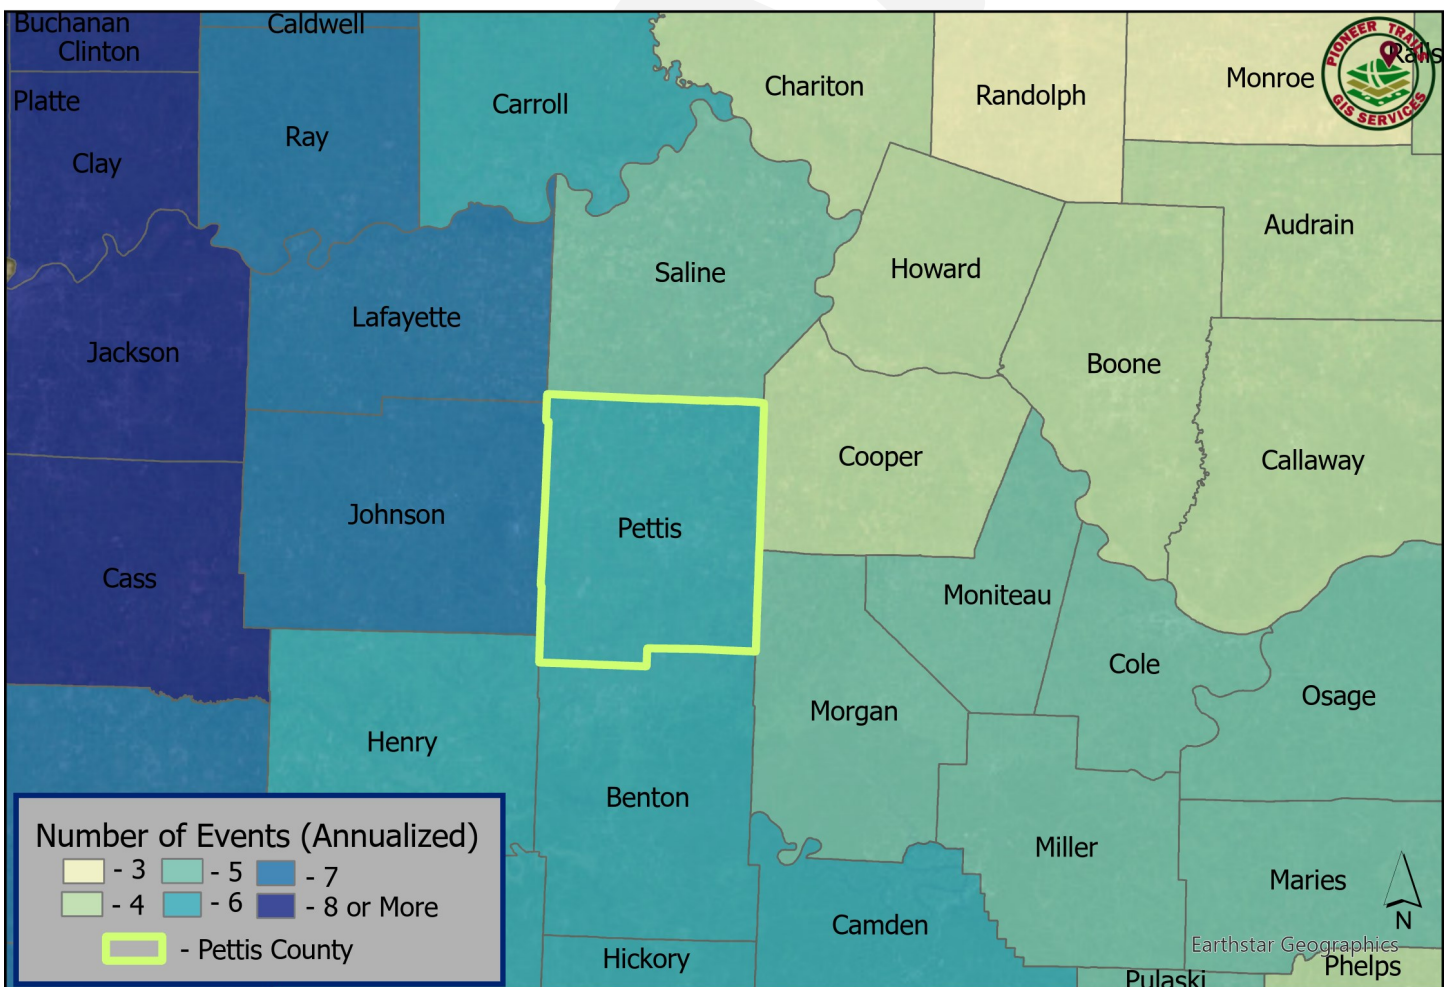 Buchanan
Caldwell
Clinton
Chariton
Randolph
Monroe
Ralls
PIONEER TRAILS
GIS SERVICES
Platte
Carroll
Ray
Clay
Audrain
Saline
Howard
Lafayette
Jackson
Boone
Cooper
Callaway
Johnson
Pettis
Cass
Moniteau
Cole
Osage
Morgan
Henry
Benton
Miller
Maries
Camden
Hickory
Pulaski
Phelps
Number of Events (Annualized)
- 3
- 5
- 7
- 4
- 6
- 8 or More
- Pettis County
N
Earthstar Geographics